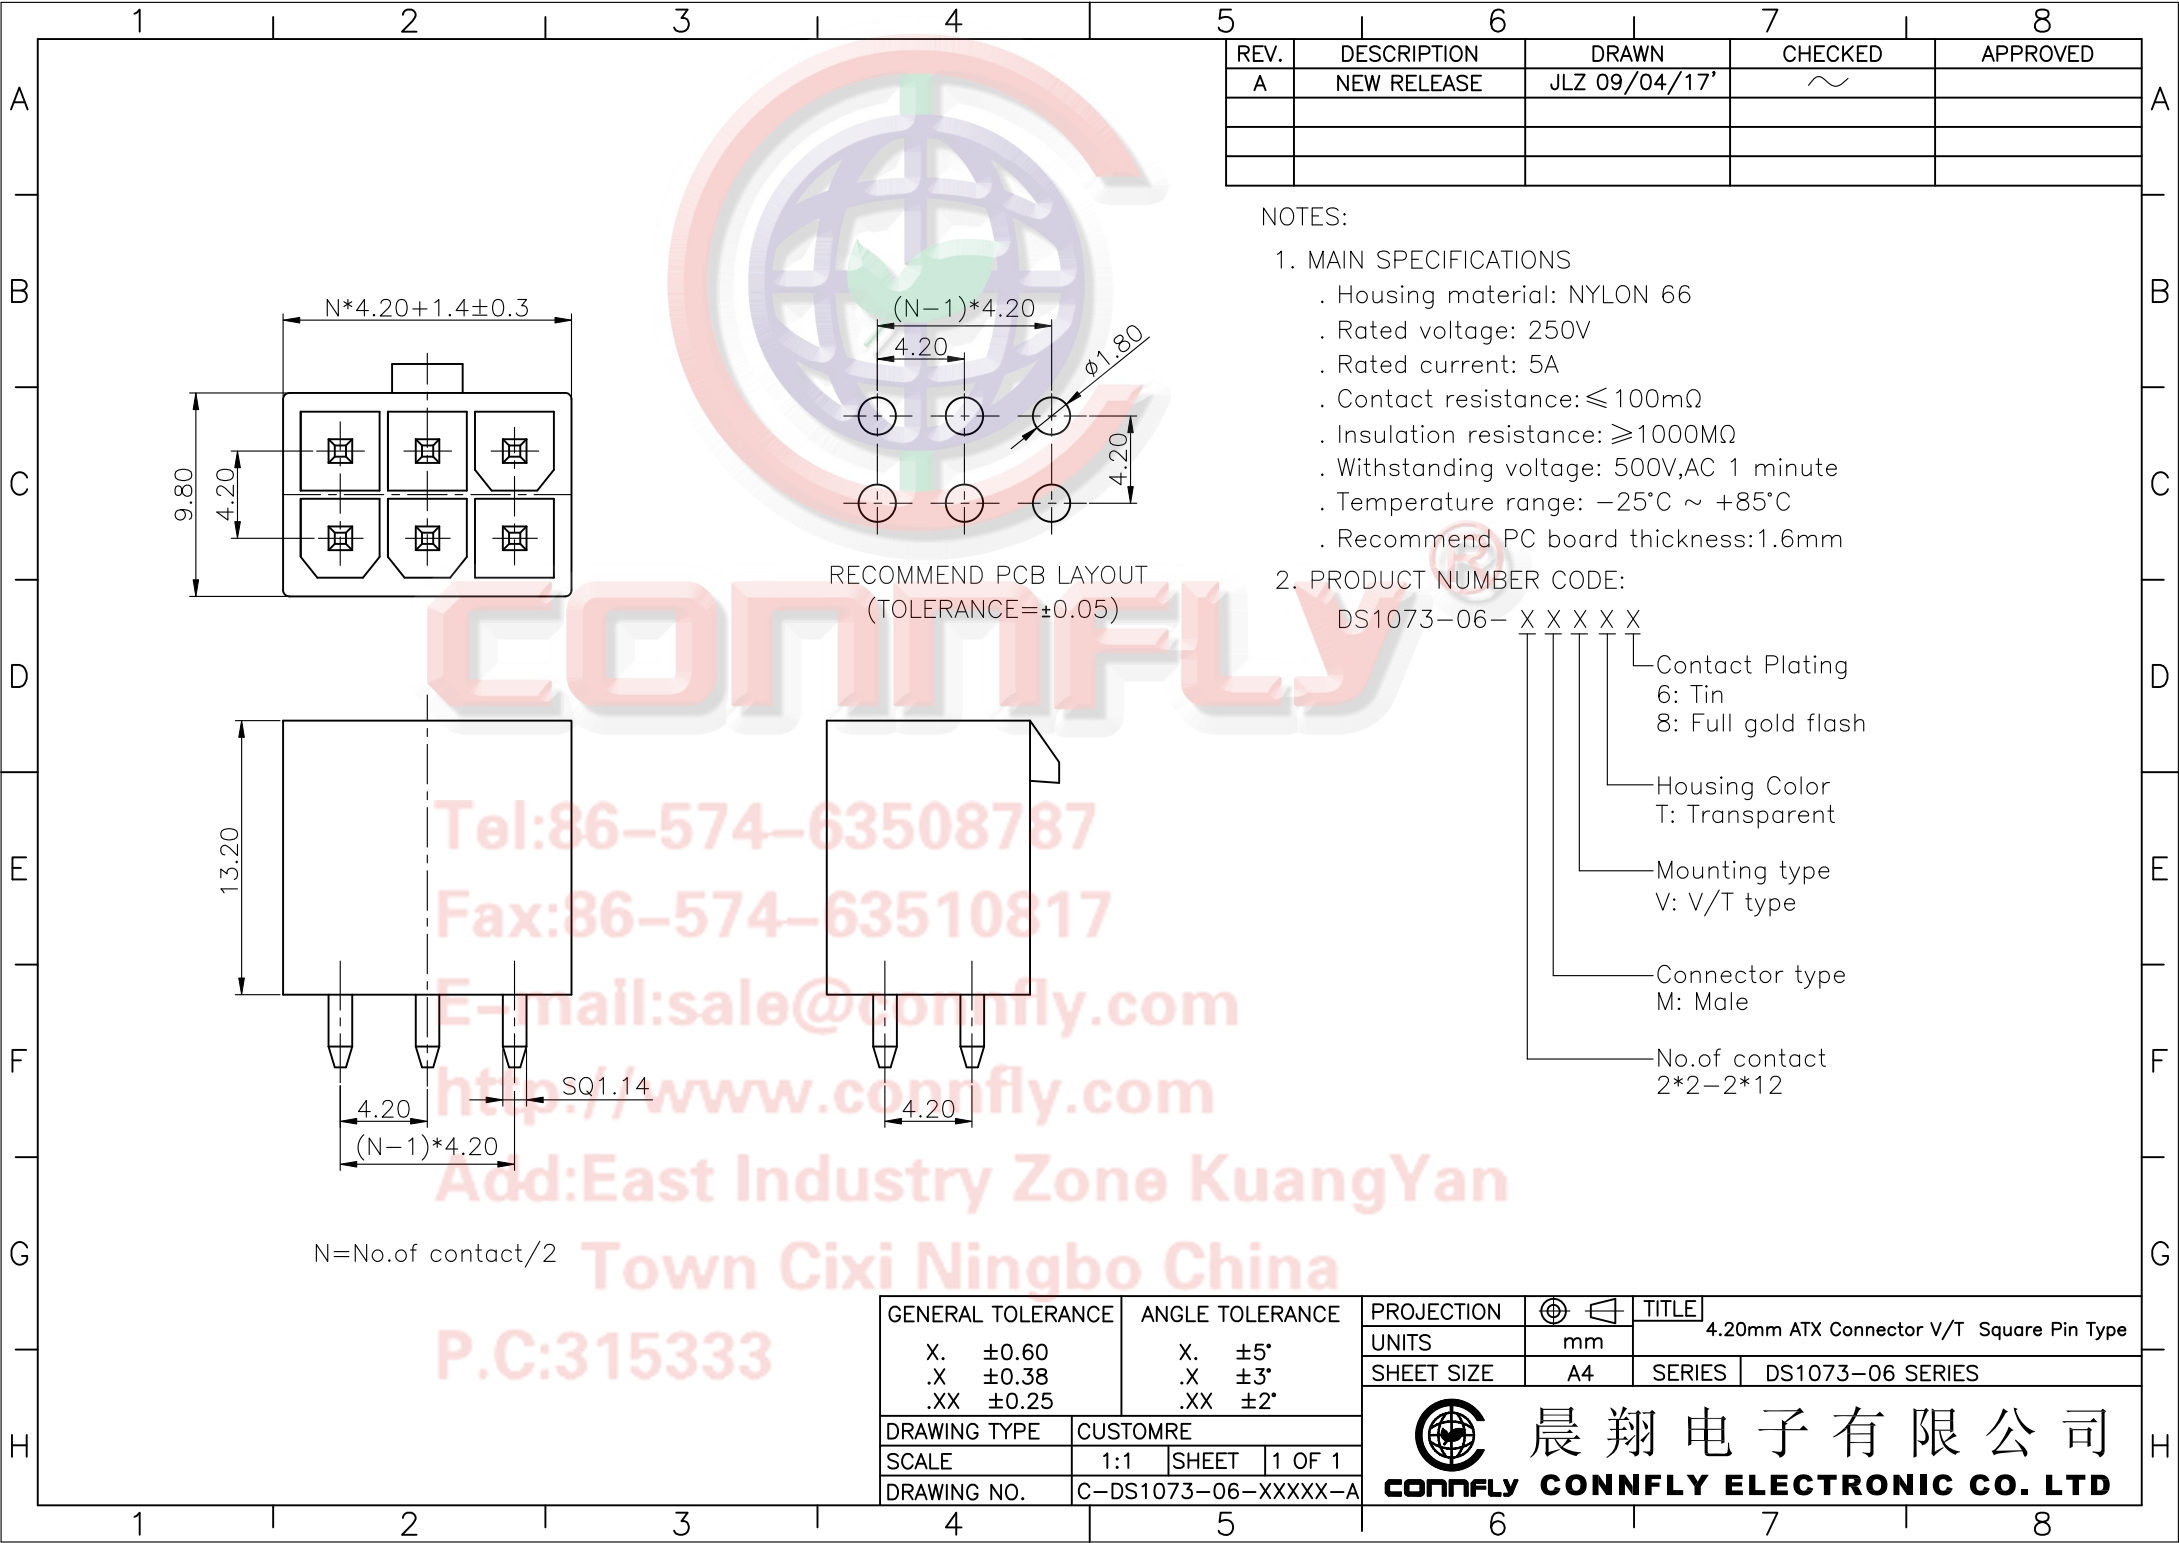 1 2 3 4 5 6 7 8
A
B
C
D
E
F
G
H
REV. DESCRIPTION DRAWN CHECKED APPROVED
A NEW RELEASE JLZ 09/04/17'
NOTES:
1. MAIN SPECIFICATIONS
. Housing material: NYLON 66
. Rated voltage: 250V
. Rated current: 5A
. Contact resistance:≤100mΩ
. Insulation resistance:≥1000MΩ
. Withstanding voltage: 500V,AC 1 minute
. Temperature range: −25°C ~ +85°C
. Recommend PC board thickness:1.6mm
2. PRODUCT NUMBER CODE:
DS1073−06− X X X X X
Contact Plating
6: Tin
8: Full gold flash
Housing Color
T: Transparent
Mounting type
V: V/T type
Connector type
M: Male
No.of contact
2*2−2*12
N*4.20+1.4±0.3
9.80
4.20
(N−1)*4.20
4.20
ø1.80
4.20
RECOMMEND PCB LAYOUT
(TOLERANCE=±0.05)
CONNFLY ®
13.20
SQ1.14
4.20
(N−1)*4.20
4.20
N=No.of contact/2
Tel:86−574−63508787
Fax:86−574−63510817
E−mail:sale@connfly.com
http://www.connfly.com
Add:East Industry Zone KuangYan
Town Cixi Ningbo China
P.C:315333
GENERAL TOLERANCE ANGLE TOLERANCE
X. ±0.60 X. ±5°
.X ±0.38 .X ±3°
.XX ±0.25 .XX ±2°
DRAWING TYPE CUSTOMRE
SCALE 1:1 SHEET 1 OF 1
DRAWING NO. C−DS1073−06−XXXXX−A
PROJECTION TITLE
4.20mm ATX Connector V/T Square Pin Type
UNITS mm
SHEET SIZE A4 SERIES DS1073−06 SERIES
晨翔电子有限公司
CONNFLY CONNFLY ELECTRONIC CO. LTD
A
B
C
D
E
F
G
H
1 2 3 4 5 6 7 8